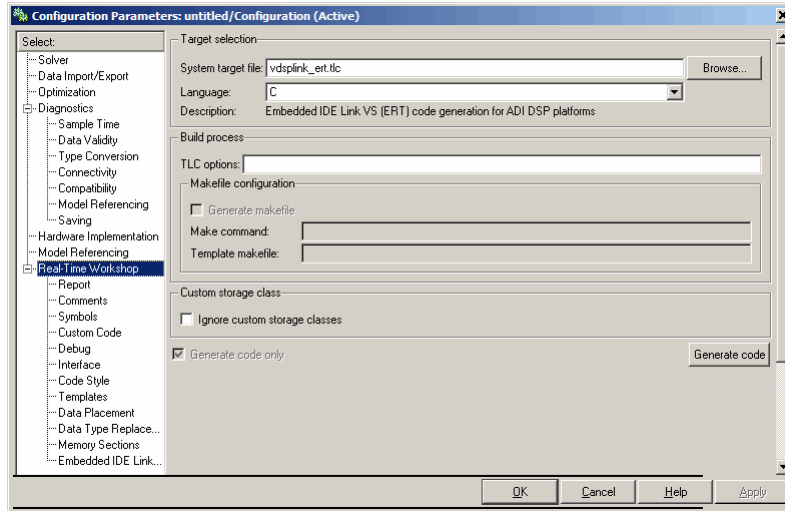 Configuration Parameters: untitled/Configuration (Active)
Select:
Solver
Data Import/Export
Optimization
Diagnostics
Sample Time
Data Validity
Type Conversion
Connectivity
Compatibility
Model Referencing
Saving
Hardware Implementation
Model Referencing
Real-Time Workshop
Report
Comments
Symbols
Custom Code
Debug
Interface
Code Style
Templates
Data Placement
Data Type Replace...
Memory Sections
Embedded IDE Link...
Target selection
System target file: vdsplink_ert.tlc Browse...
Language: C
Description: Embedded IDE Link VS (ERT) code generation for ADI DSP platforms
Build process
TLC options:
Makefile configuration
Generate makefile
Make command:
Template makefile:
Custom storage class
Ignore custom storage classes
Generate code only Generate code
OK Cancel Help Apply